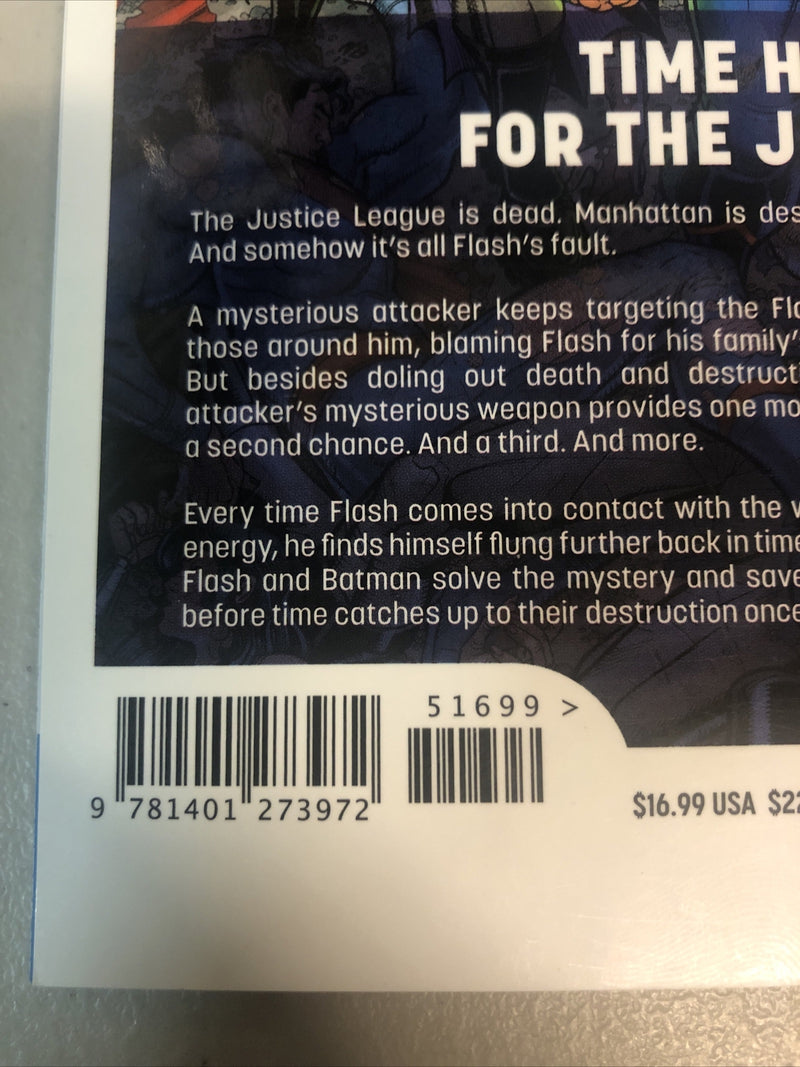 TIME H
FOR THE J
The Justice League is dead. Manhattan is des
And somehow it's all Flash's fault.
A mysterious attacker keeps targeting the Fla
those around him, blaming Flash for his family'
But besides doling out death and destructi
attacker's mysterious weapon provides one mo
a second chance. And a third. And more.
Every time Flash comes into contact with the w
energy, he finds himself flung further back in time
Flash and Batman solve the mystery and save
before time catches up to their destruction once
51699 >
9 781401 273972
$16.99 USA $22